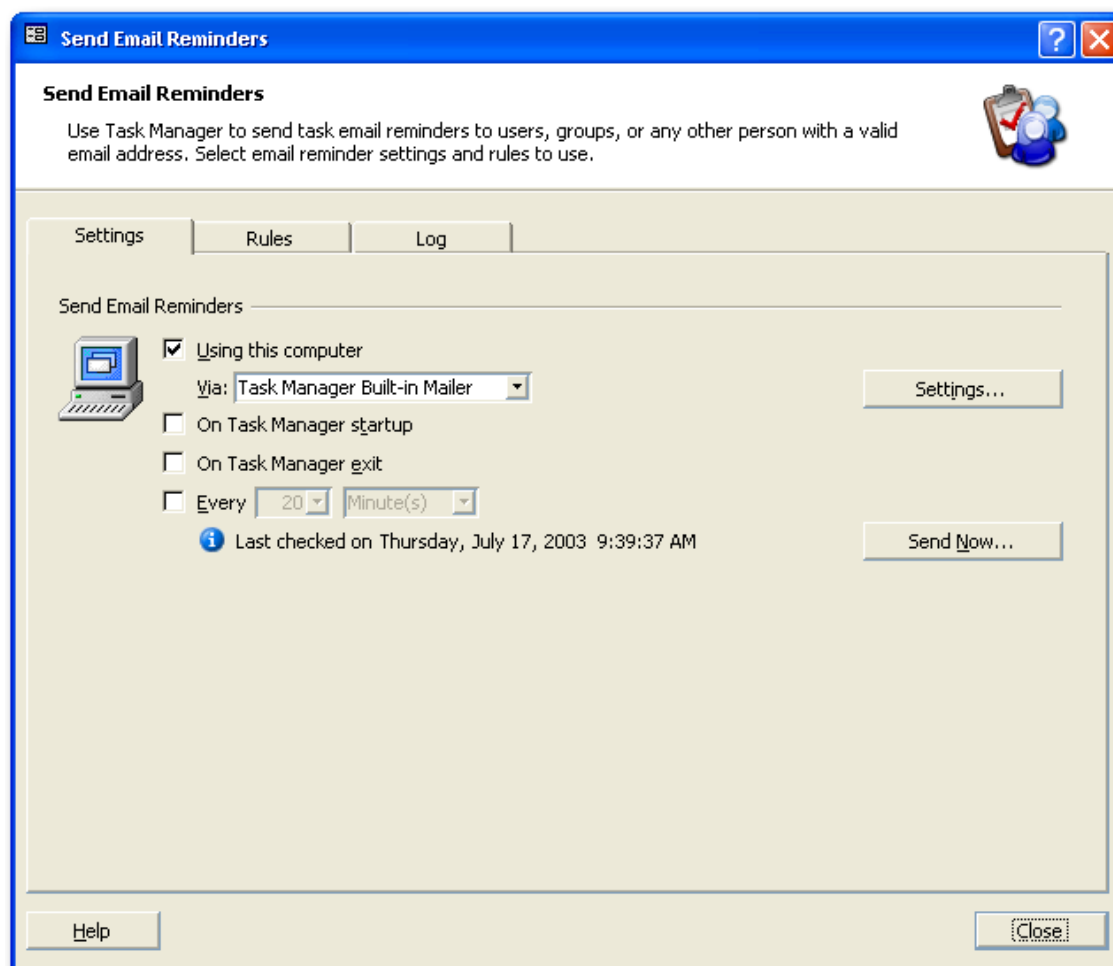 Send Email Reminders
Send Email Reminders
Use Task Manager to send task email reminders to users, groups, or any other person with a valid
email address. Select email reminder settings and rules to use.
Settings Rules Log
Send Email Reminders
Using this computer
Via: Task Manager Built-in Mailer Settings...
On Task Manager startup
On Task Manager exit
Every 20 Minute(s)
Last checked on Thursday, July 17, 2003 9:39:37 AM Send Now...
Help Close